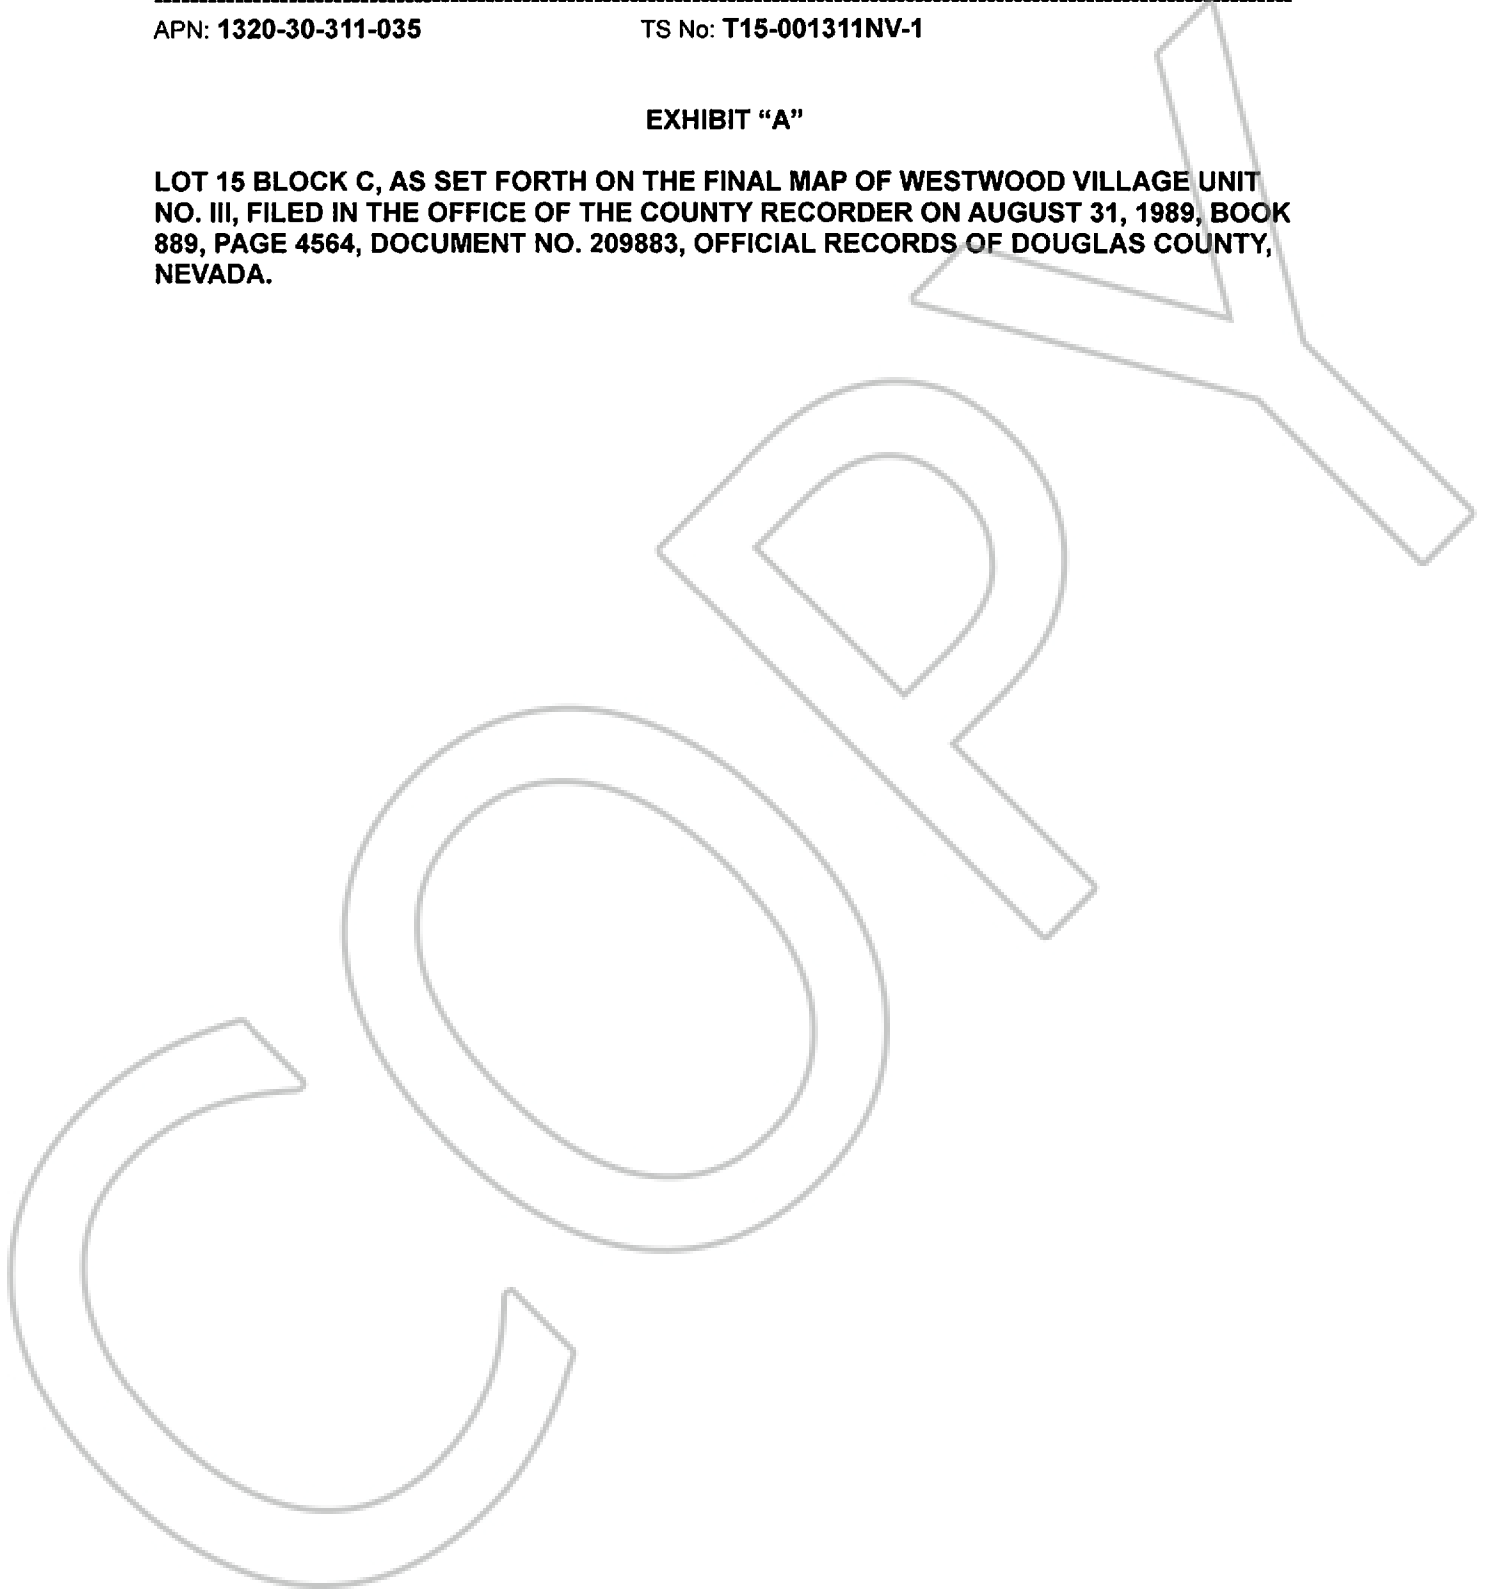 APN: 1320-30-311-035 TS No: T15-001311NV-1
EXHIBIT “A”
LOT 15 BLOCK C, AS SET FORTH ON THE FINAL MAP OF WESTWOOD VILLAGE UNIT
NO. III, FILED IN THE OFFICE OF THE COUNTY RECORDER ON AUGUST 31, 1989, BOOK
889, PAGE 4564, DOCUMENT NO. 209883, OFFICIAL RECORDS OF DOUGLAS COUNTY,
NEVADA.
COPY